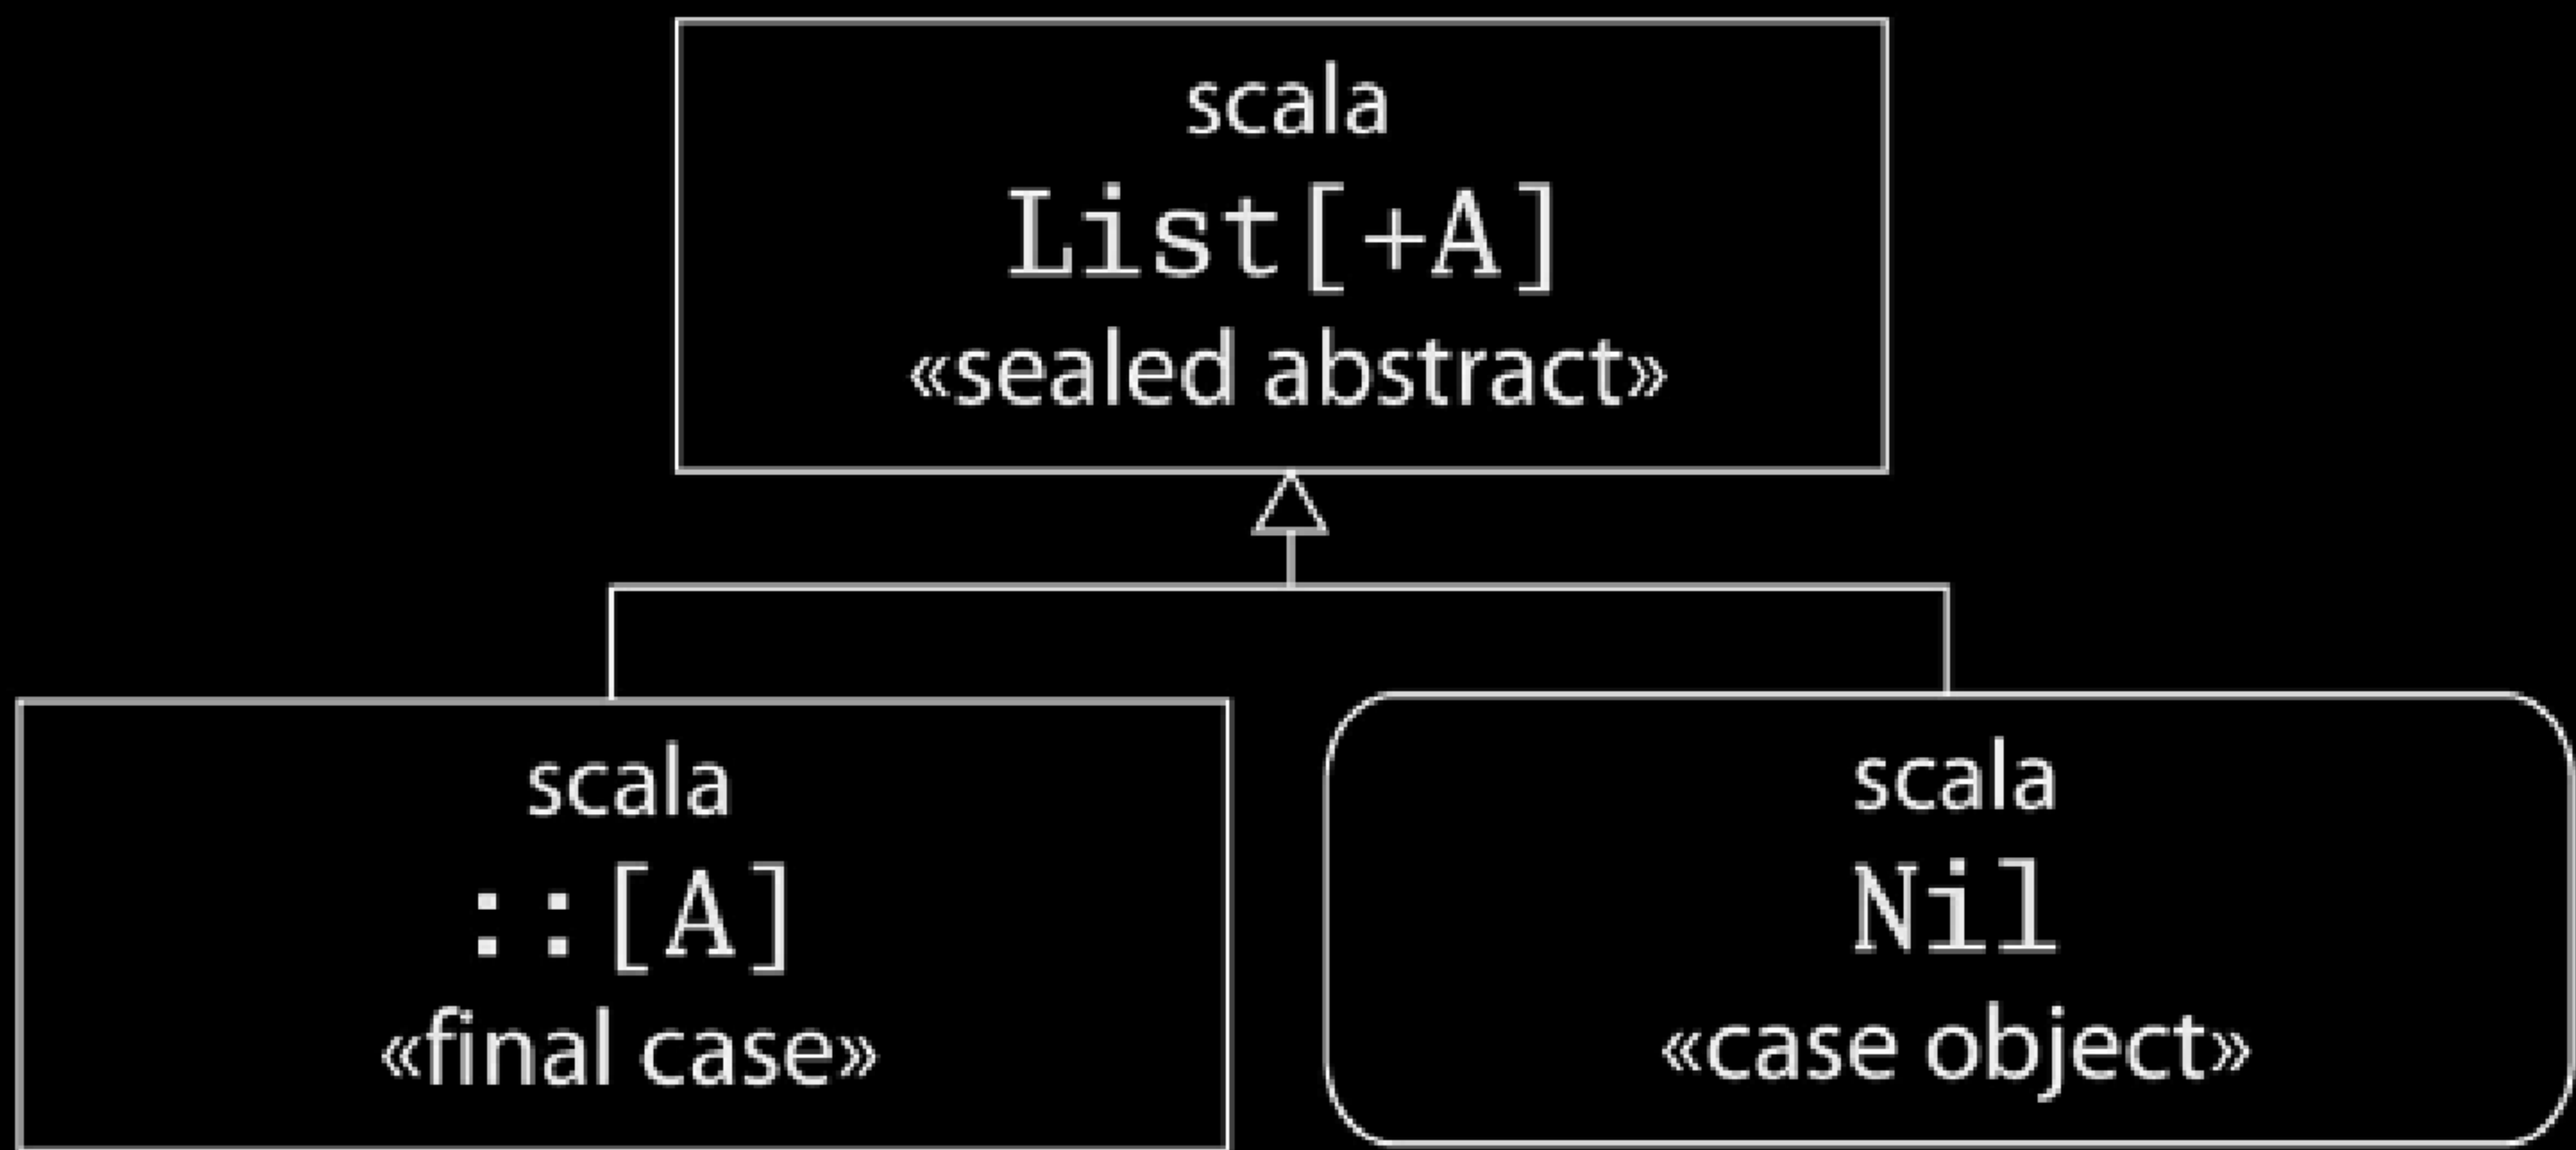 scala
List[+A]
«sealed abstract»
scala
::[A]
«final case»
scala
Nil
«case object»